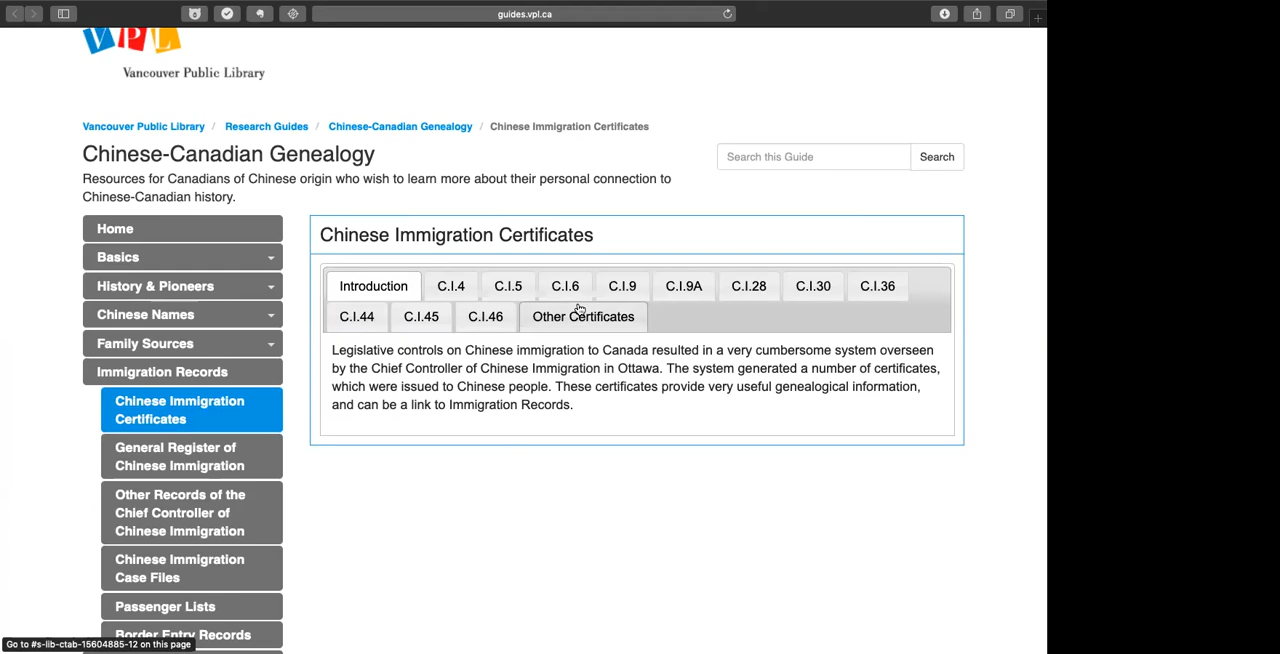 guides.vpl.ca
VPL
Vancouver Public Library
Vancouver Public Library / Research Guides / Chinese-Canadian Genealogy / Chinese Immigration Certificates
Chinese-Canadian Genealogy
Search this Guide Search
Resources for Canadians of Chinese origin who wish to learn more about their personal connection to
Chinese-Canadian history.
Home
Basics
History & Pioneers
Chinese Names
Family Sources
Immigration Records
Chinese Immigration
Certificates
General Register of
Chinese Immigration
Other Records of the
Chief Controller of
Chinese Immigration
Chinese Immigration
Case Files
Passenger Lists
Border Entry Records
Chinese Immigration Certificates
Introduction C.I.4 C.I.5 C.I.6 C.I.9 C.I.9A C.I.28 C.I.30 C.I.36
C.I.44 C.I.45 C.I.46 Other Certificates
Legislative controls on Chinese immigration to Canada resulted in a very cumbersome system overseen
by the Chief Controller of Chinese Immigration in Ottawa. The system generated a number of certificates,
which were issued to Chinese people. These certificates provide very useful genealogical information,
and can be a link to Immigration Records.
Go to #s-lib-ctab-15604885-12 on this page